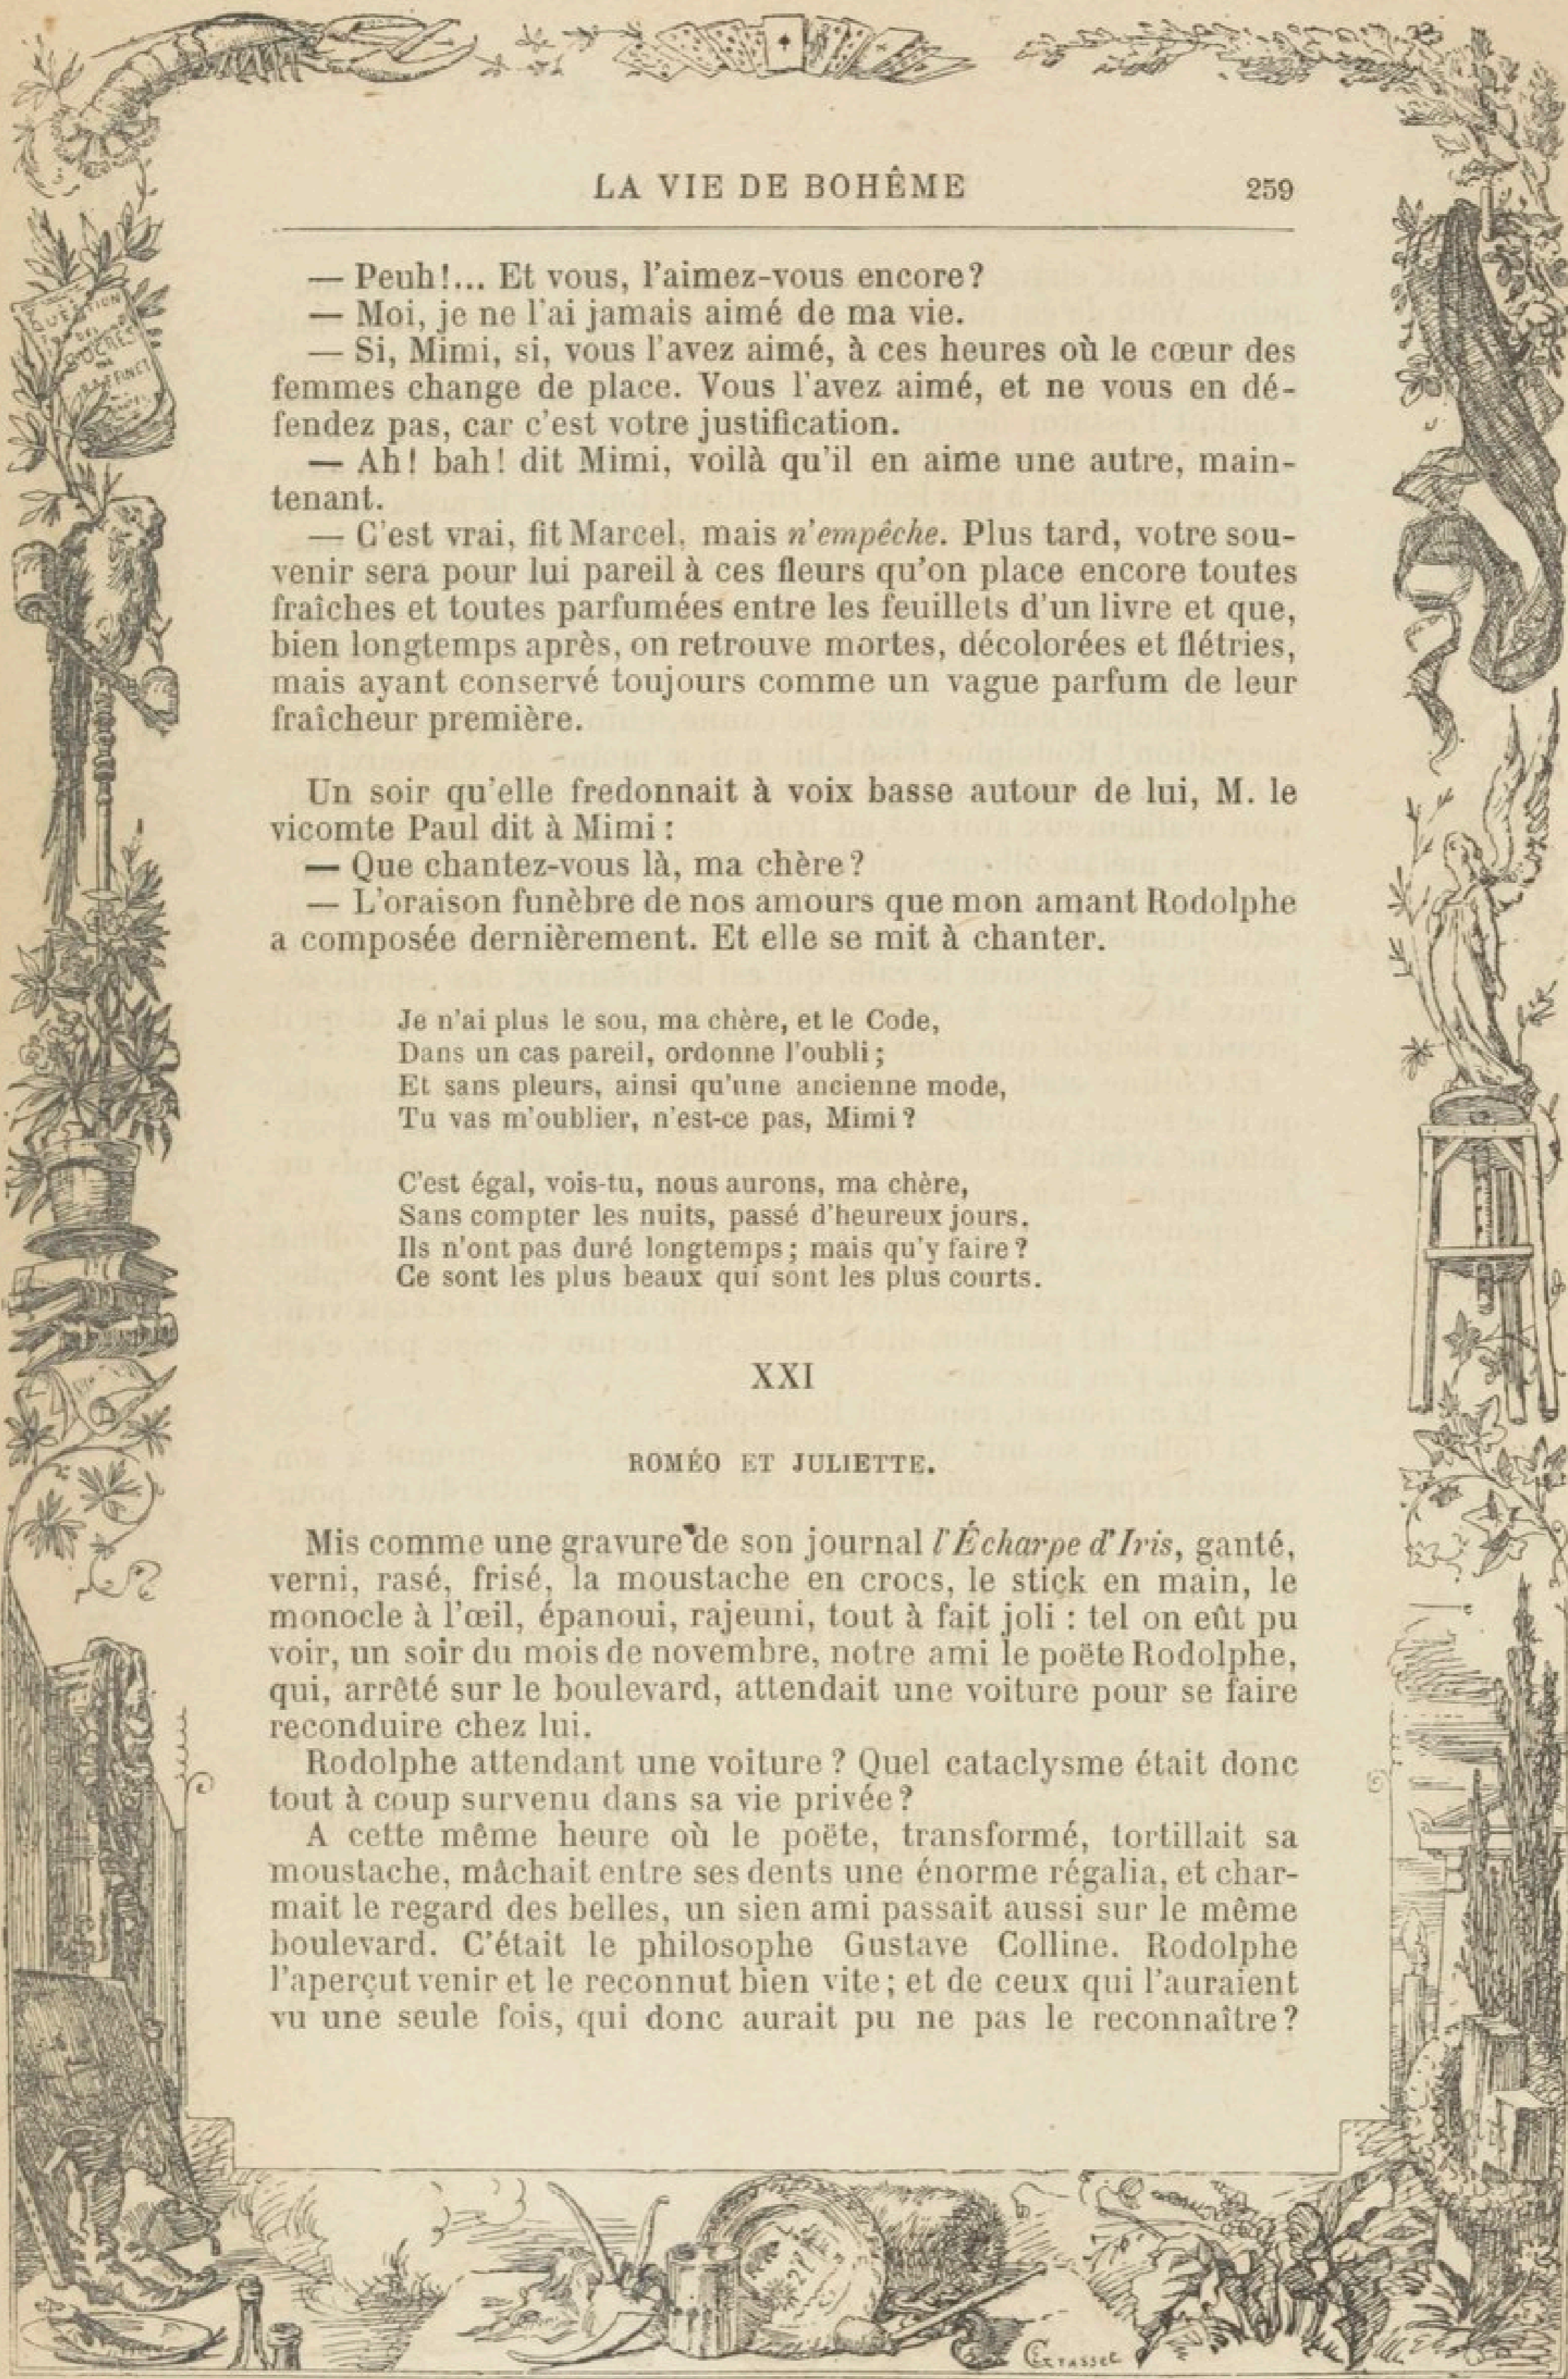 LA VIE DE BOHÊME 259
— Peuh!... Et vous, l'aimez-vous encore?
— Moi, je ne l'ai jamais aimé de ma vie.
— Si, Mimi, si, vous l'avez aimé, à ces heures où le cœur des
femmes change de place. Vous l'avez aimé, et ne vous en dé-
fendez pas, car c'est votre justification.
— Ah! bah! dit Mimi, voilà qu'il en aime une autre, main-
tenant.
— C'est vrai, fit Marcel, mais n'empêche. Plus tard, votre sou-
venir sera pour lui pareil à ces fleurs qu'on place encore toutes
fraîches et toutes parfumées entre les feuillets d'un livre et que,
bien longtemps après, on retrouve mortes, décolorées et flétries,
mais ayant conservé toujours comme un vague parfum de leur
fraîcheur première.
Un soir qu'elle fredonnait à voix basse autour de lui, M. le
vicomte Paul dit à Mimi :
— Que chantez-vous là, ma chère?
— L'oraison funèbre de nos amours que mon amant Rodolphe
a composée dernièrement. Et elle se mit à chanter.
Je n'ai plus le sou, ma chère, et le Code,
Dans un cas pareil, ordonne l'oubli;
Et sans pleurs, ainsi qu'une ancienne mode,
Tu vas m'oublier, n'est-ce pas, Mimi?
C'est égal, vois-tu, nous aurons, ma chère,
Sans compter les nuits, passé d'heureux jours.
Ils n'ont pas duré longtemps; mais qu'y faire?
Ce sont les plus beaux qui sont les plus courts.
XXI
ROMÉO ET JULIETTE.
Mis comme une gravure de son journal l'Écharpe d'Iris, ganté,
verni, rasé, frisé, la moustache en crocs, le stick en main, le
monocle à l'œil, épanoui, rajeuni, tout à fait joli : tel on eût pu
voir, un soir du mois de novembre, notre ami le poëte Rodolphe,
qui, arrêté sur le boulevard, attendait une voiture pour se faire
reconduire chez lui.
Rodolphe attendant une voiture? Quel cataclysme était donc
tout à coup survenu dans sa vie privée?
A cette même heure où le poëte, transformé, tortillait sa
moustache, mâchait entre ses dents une énorme régalia, et char-
mait le regard des belles, un sien ami passait aussi sur le même
boulevard. C'était le philosophe Gustave Colline. Rodolphe
l'aperçut venir et le reconnut bien vite; et de ceux qui l'auraient
vu une seule fois, qui donc aurait pu ne pas le reconnaître?